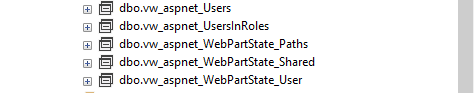 dbo.vw_aspnet_Users
dbo.vw_aspnet_UsersInRoles
dbo.vw_aspnet_WebPartState_Paths
dbo.vw_aspnet_WebPartState_Shared
dbo.vw_aspnet_WebPartState_User